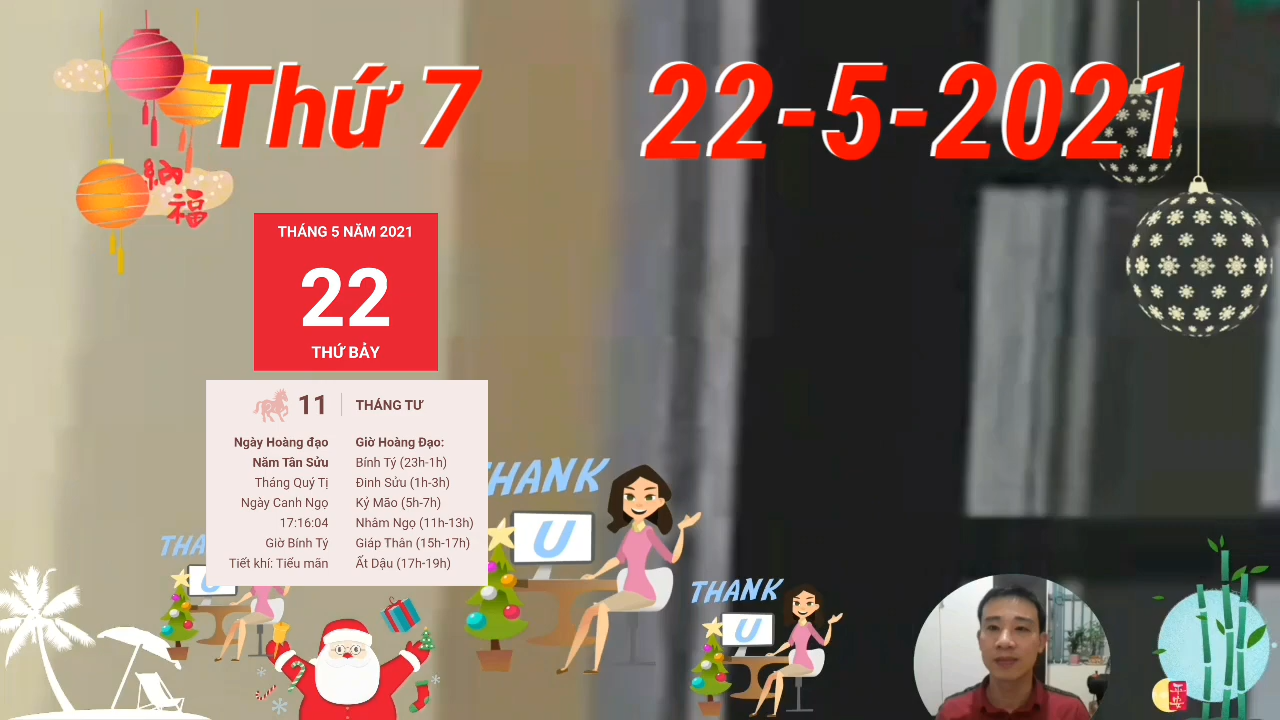 Thứ 7
22-5-2021
納
福
THÁNG 5 NĂM 2021
22
THỨ BẢY
11
THÁNG TƯ
Ngày Hoàng đạo
Năm Tân Sửu
Tháng Quý Tị
Ngày Canh Ngọ
17:16:04
Giờ Bính Tý
Tiết khí: Tiểu mãn
Giờ Hoàng Đạo:
Bính Tý (23h-1h)
Đinh Sửu (1h-3h)
Kỷ Mão (5h-7h)
Nhâm Ngọ (11h-13h)
Giáp Thân (15h-17h)
Ất Dậu (17h-19h)
THANK
U
THA
U
THANK
U